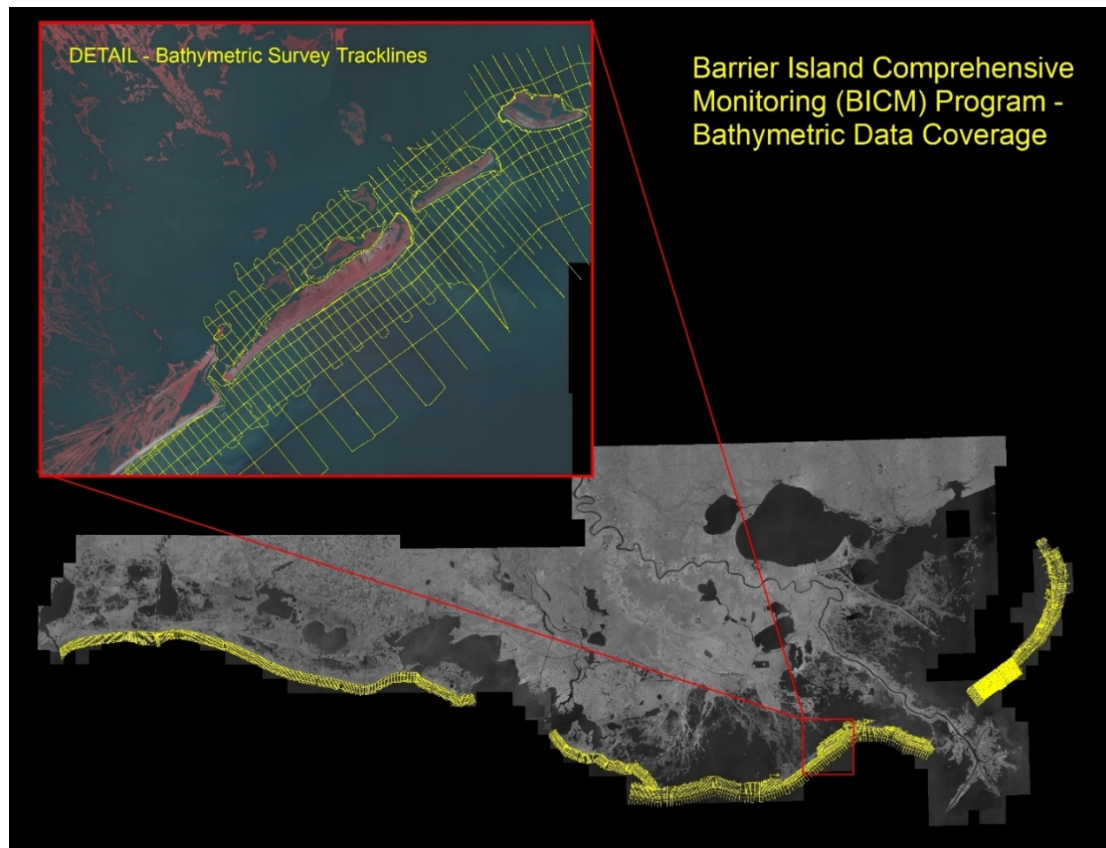 DETAIL - Bathymetric Survey Tracklines
Barrier Island Comprehensive
Monitoring (BICM) Program -
Bathymetric Data Coverage